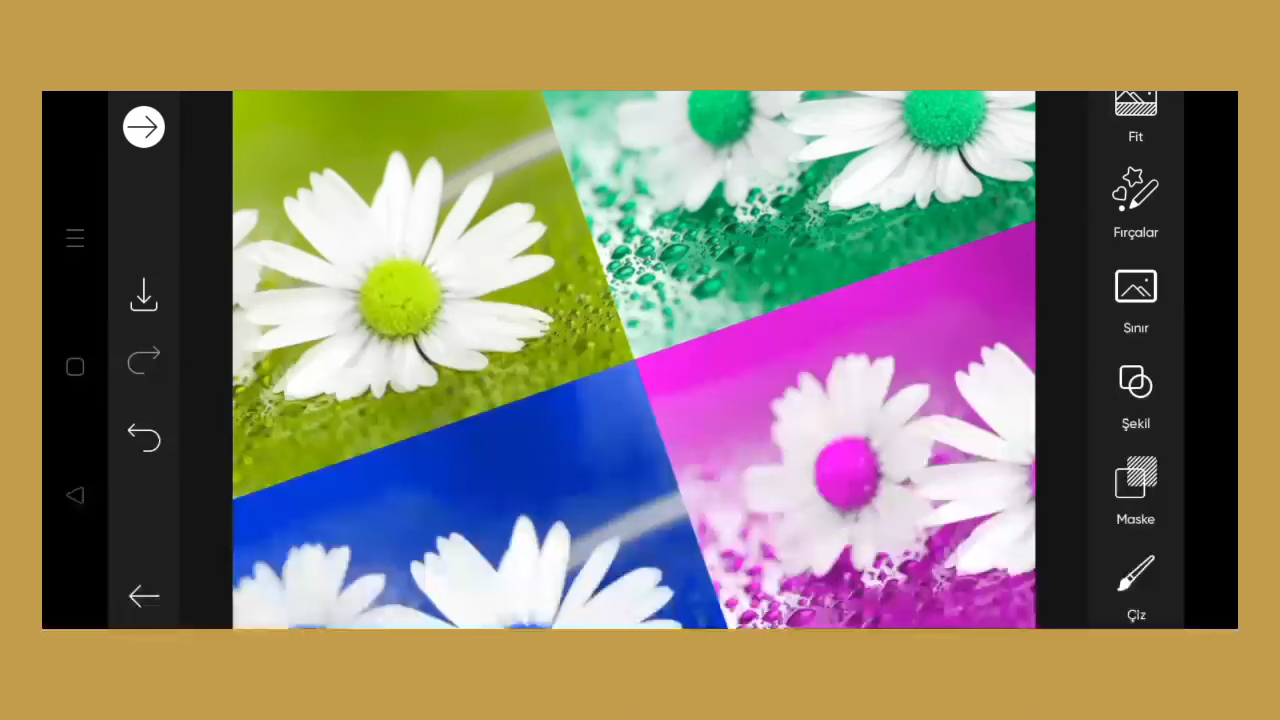 Fit
Fırçalar
Sınır
Şekil
Maske
Çiz